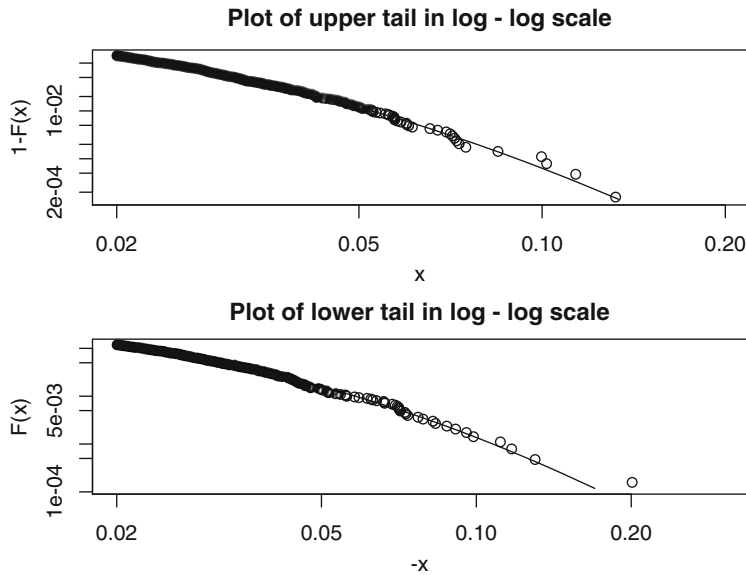 Plot of upper tail in log - log scale
1-F(x)
1e-02
2e-04
0.02 0.05 0.10 0.20
x
Plot of lower tail in log - log scale
F(x)
5e-03
1e-04
0.02 0.05 0.10 0.20
-x